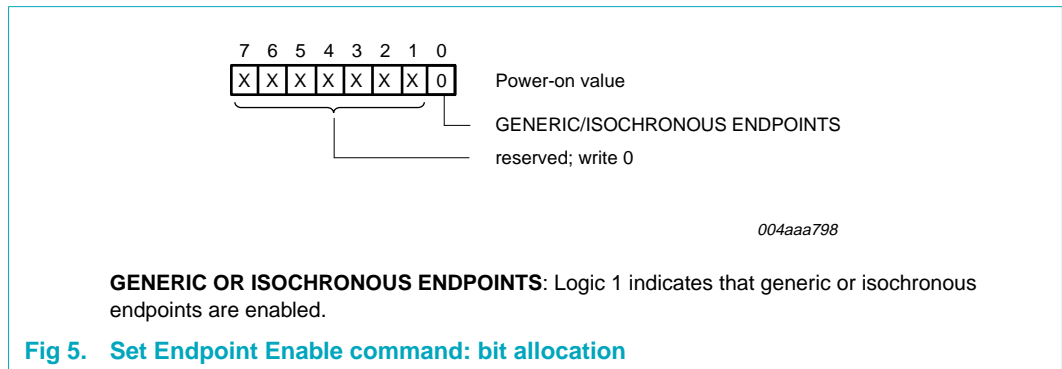 7 6 5 4 3 2 1 0
X X X X X X X 0 Power-on value
GENERIC/ISOCHRONOUS ENDPOINTS
reserved; write 0
004aaa798
GENERIC OR ISOCHRONOUS ENDPOINTS: Logic 1 indicates that generic or isochronous
endpoints are enabled.
Fig 5. Set Endpoint Enable command: bit allocation